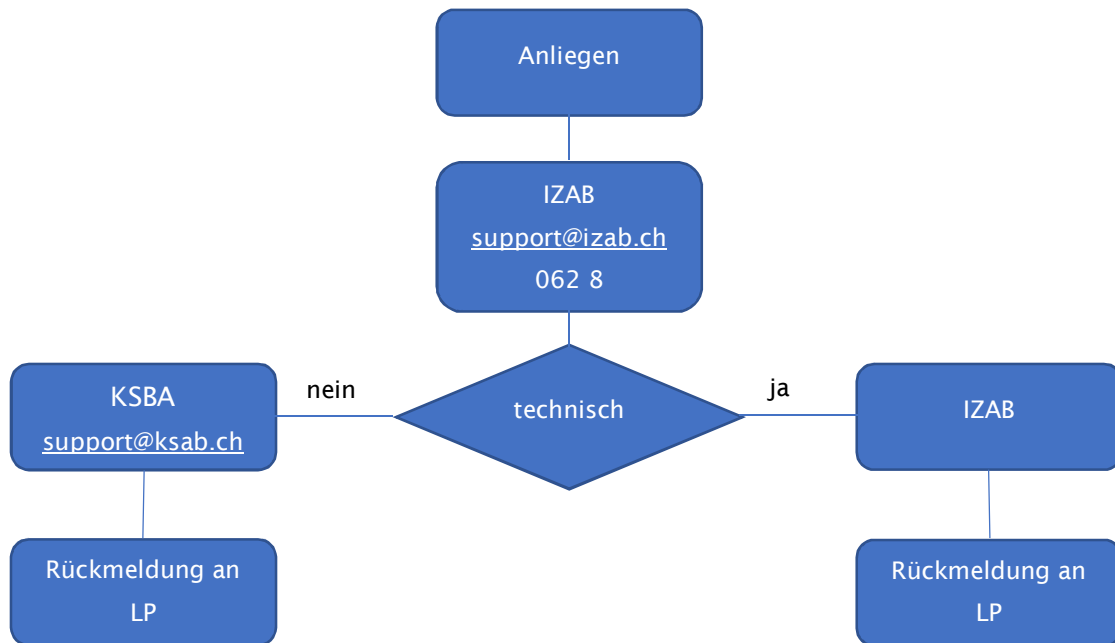 Anliegen
IZAB
support@izab.ch
062 8
technisch
nein
ja
KSBA
support@ksab.ch
IZAB
Rückmeldung an
LP
Rückmeldung an
LP